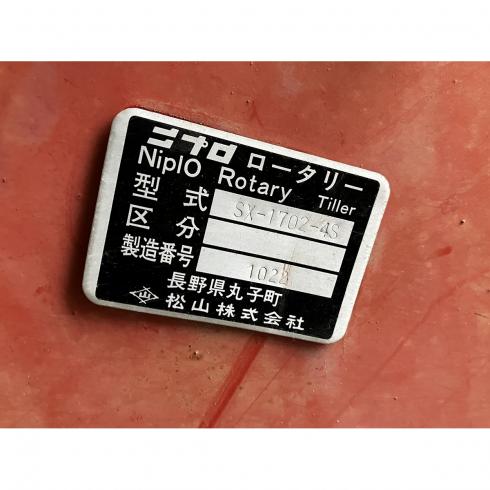 ニプロ ロータリー
NiplO Rotary Tiller
型式 SX-1702-4S
区分
製造番号 1022
長野県丸子町
松山株式会社